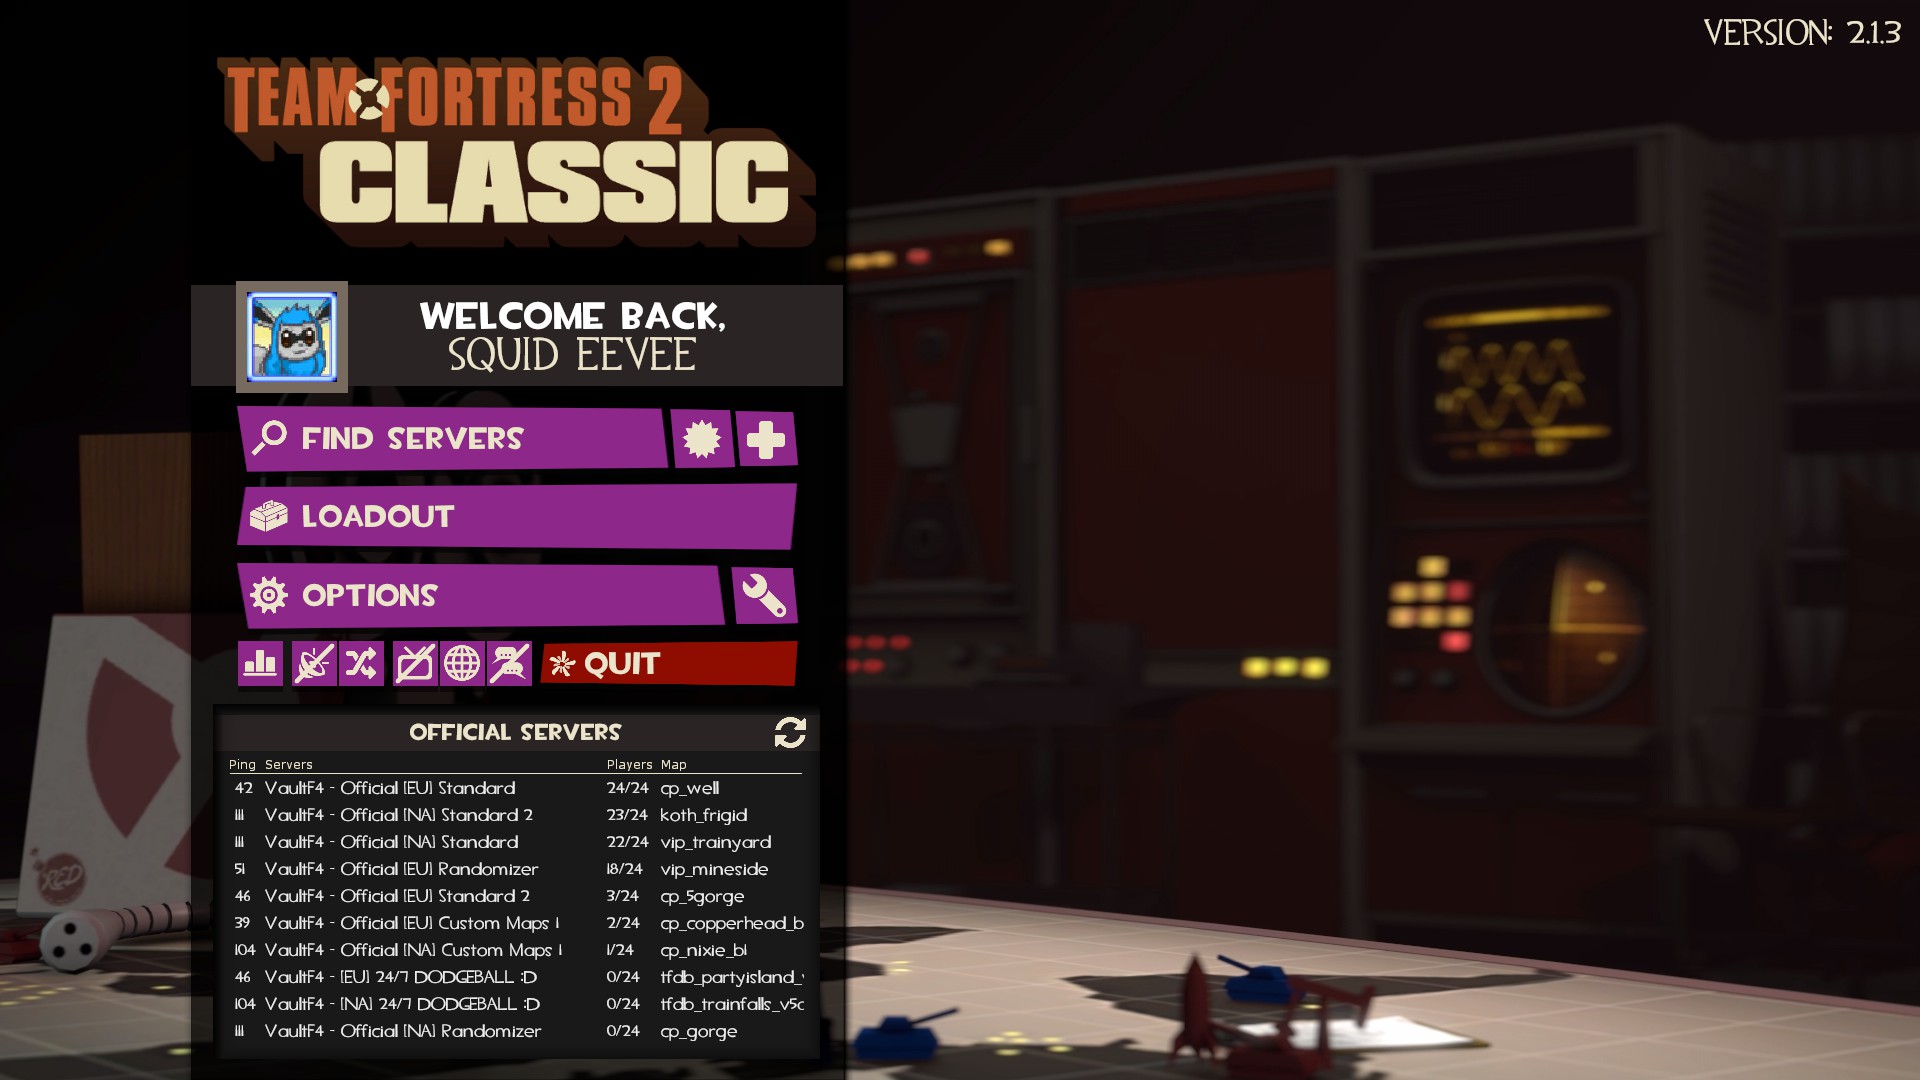 VERSION: 2.1.3
TEAM FORTRESS 2
CLASSIC
WELCOME BACK,
SQUID EEVEE
FIND SERVERS
LOADOUT
OPTIONS
QUIT
OFFICIAL SERVERS
Ping Servers Players Map
42 VaultF4 - Official [EU] Standard 24/24 cp_well
111 VaultF4 - Official [NA] Standard 2 23/24 koth_frigid
111 VaultF4 - Official [NA] Standard 22/24 vip_trainyard
51 VaultF4 - Official [EU] Randomizer 18/24 vip_mineside
46 VaultF4 - Official [EU] Standard 2 3/24 cp_5gorge
39 VaultF4 - Official [EU] Custom Maps 1 2/24 cp_copperhead_b
104 VaultF4 - Official [NA] Custom Maps 1 1/24 cp_nixie_b1
46 VaultF4 - [EU] 24/7 DODGEBALL :D 0/24 tfdb_partyisland_
104 VaultF4 - [NA] 24/7 DODGEBALL :D 0/24 tfdb_trainfalls_v5
111 VaultF4 - Official [NA] Randomizer 0/24 cp_gorge
RED